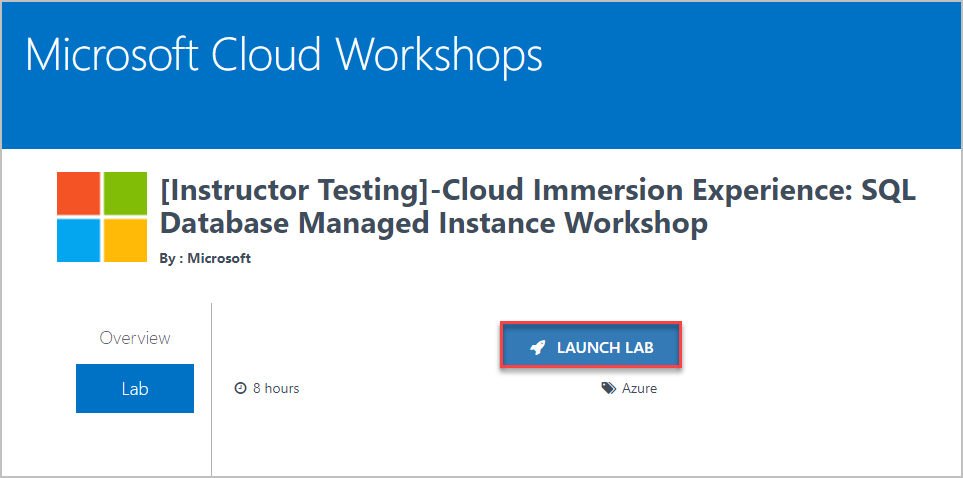 Microsoft Cloud Workshops
[Instructor Testing]-Cloud Immersion Experience: SQL
Database Managed Instance Workshop
By : Microsoft
Overview
LAUNCH LAB
Lab
8 hours
Azure